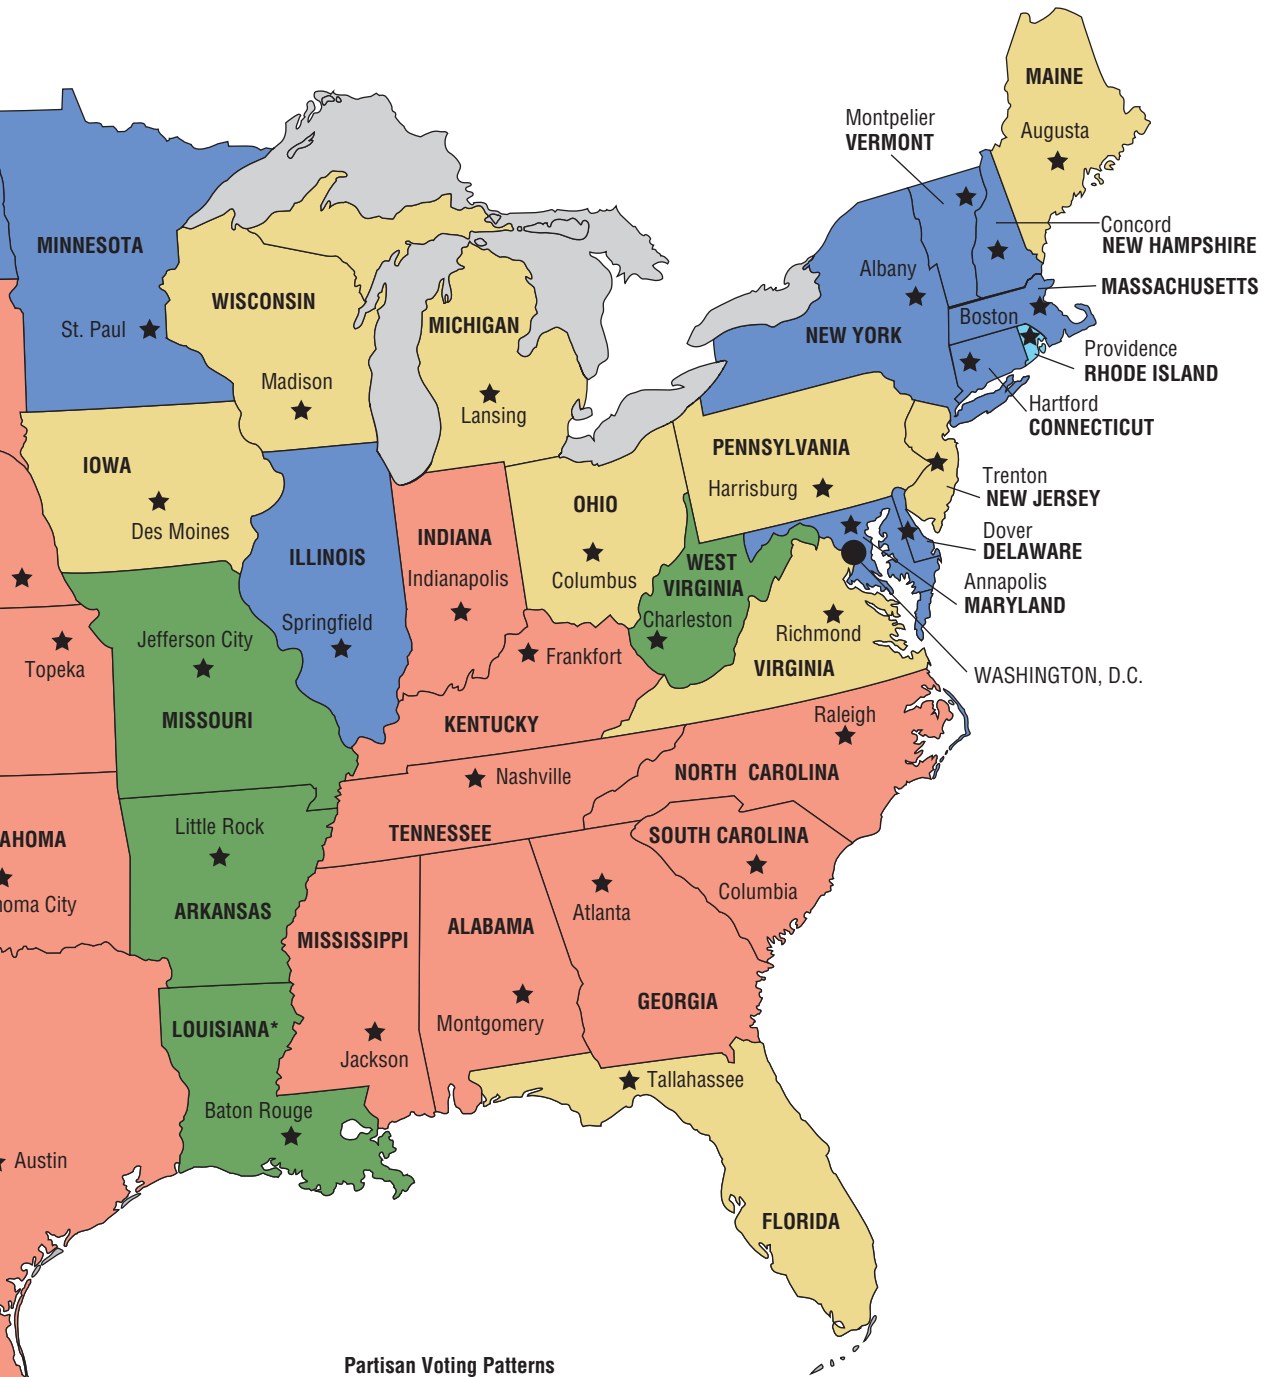 MAINE
Augusta
Montpelier
VERMONT
Concord
NEW HAMPSHIRE
MASSACHUSETTS
Albany
NEW YORK
Boston
Providence
RHODE ISLAND
Hartford
CONNECTICUT
MINNESOTA
St. Paul
WISCONSIN
Madison
MICHIGAN
Lansing
IOWA
Des Moines
PENNSYLVANIA
Harrisburg
Trenton
NEW JERSEY
Dover
DELAWARE
Annapolis
MARYLAND
WASHINGTON, D.C.
OHIO
Columbus
INDIANA
Indianapolis
ILLINOIS
Springfield
WEST
VIRGINIA
Charleston
Richmond
VIRGINIA
Topeka
Jefferson City
MISSOURI
Frankfort
KENTUCKY
Raleigh
NORTH CAROLINA
Nashville
TENNESSEE
AHOMA
oma City
Little Rock
ARKANSAS
SOUTH CAROLINA
Columbia
MISSISSIPPI
Jackson
ALABAMA
Montgomery
Atlanta
GEORGIA
LOUISIANA*
Baton Rouge
Austin
Tallahassee
FLORIDA
Partisan Voting Patterns